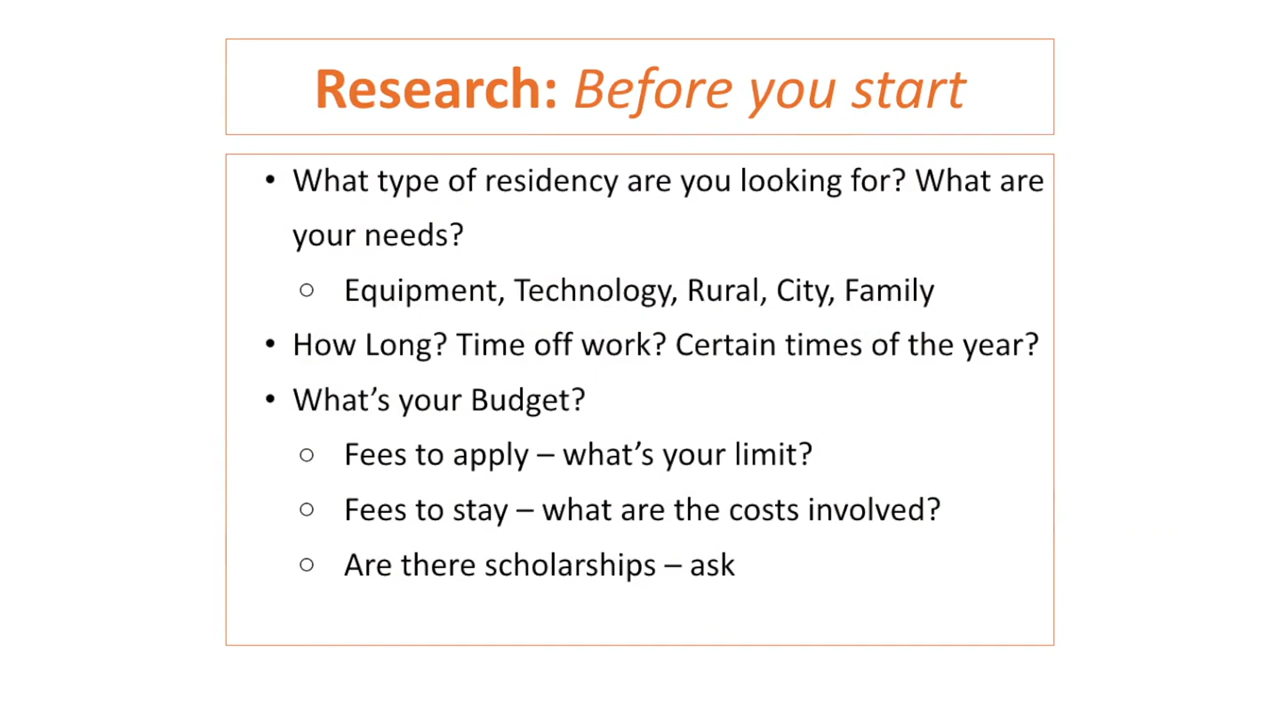 Research: Before you start
• What type of residency are you looking for? What are
your needs?
○ Equipment, Technology, Rural, City, Family
• How Long? Time off work? Certain times of the year?
• What’s your Budget?
○ Fees to apply – what’s your limit?
○ Fees to stay – what are the costs involved?
○ Are there scholarships – ask